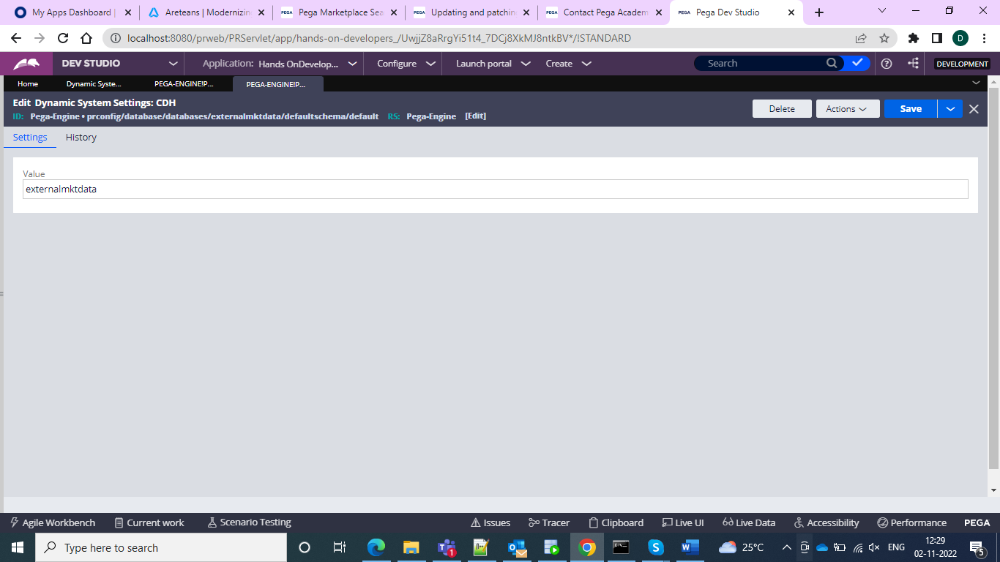 My Apps Dashboard |
Areteans | Modernizin
PEGA Pega Marketplace Sea
PEGA Updating and patchin
PEGA Contact Pega Academ
PEGA Pega Dev Studio
localhost:8080/prweb/PRServlet/app/hands-on-developers_/UwjjZ8aRrgYi51t4_7DCj8XkMJ8ntkBV*/!STANDARD
D
DEV STUDIO Application: Hands OnDevelop... Configure Launch portal Create Search DEVELOPMENT
Home Dynamic Syste... PEGA-ENGINE!P... PEGA-ENGINE!P...
Edit Dynamic System Settings: CDH
ID: Pega-Engine • prconfig/database/databases/externalmktdata/defaultschema/default RS: Pega-Engine [Edit]
Delete Actions Save
Settings History
Value
externalmktdata
Agile Workbench Current work Scenario Testing Issues Tracer Clipboard Live UI Live Data Accessibility Performance PEGA
Type here to search
25°C
ENG
12:29
02-11-2022
1
5